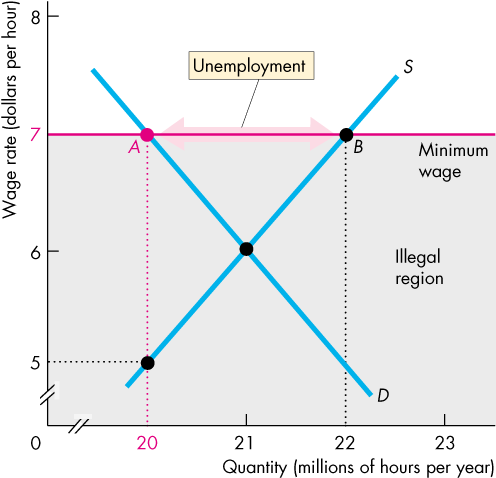 Wage rate (dollars per hour)
8
Unemployment
S
7
A
B
Minimum
wage
6
Illegal
region
5
D
0
20
21
22
23
Quantity (millions of hours per year)